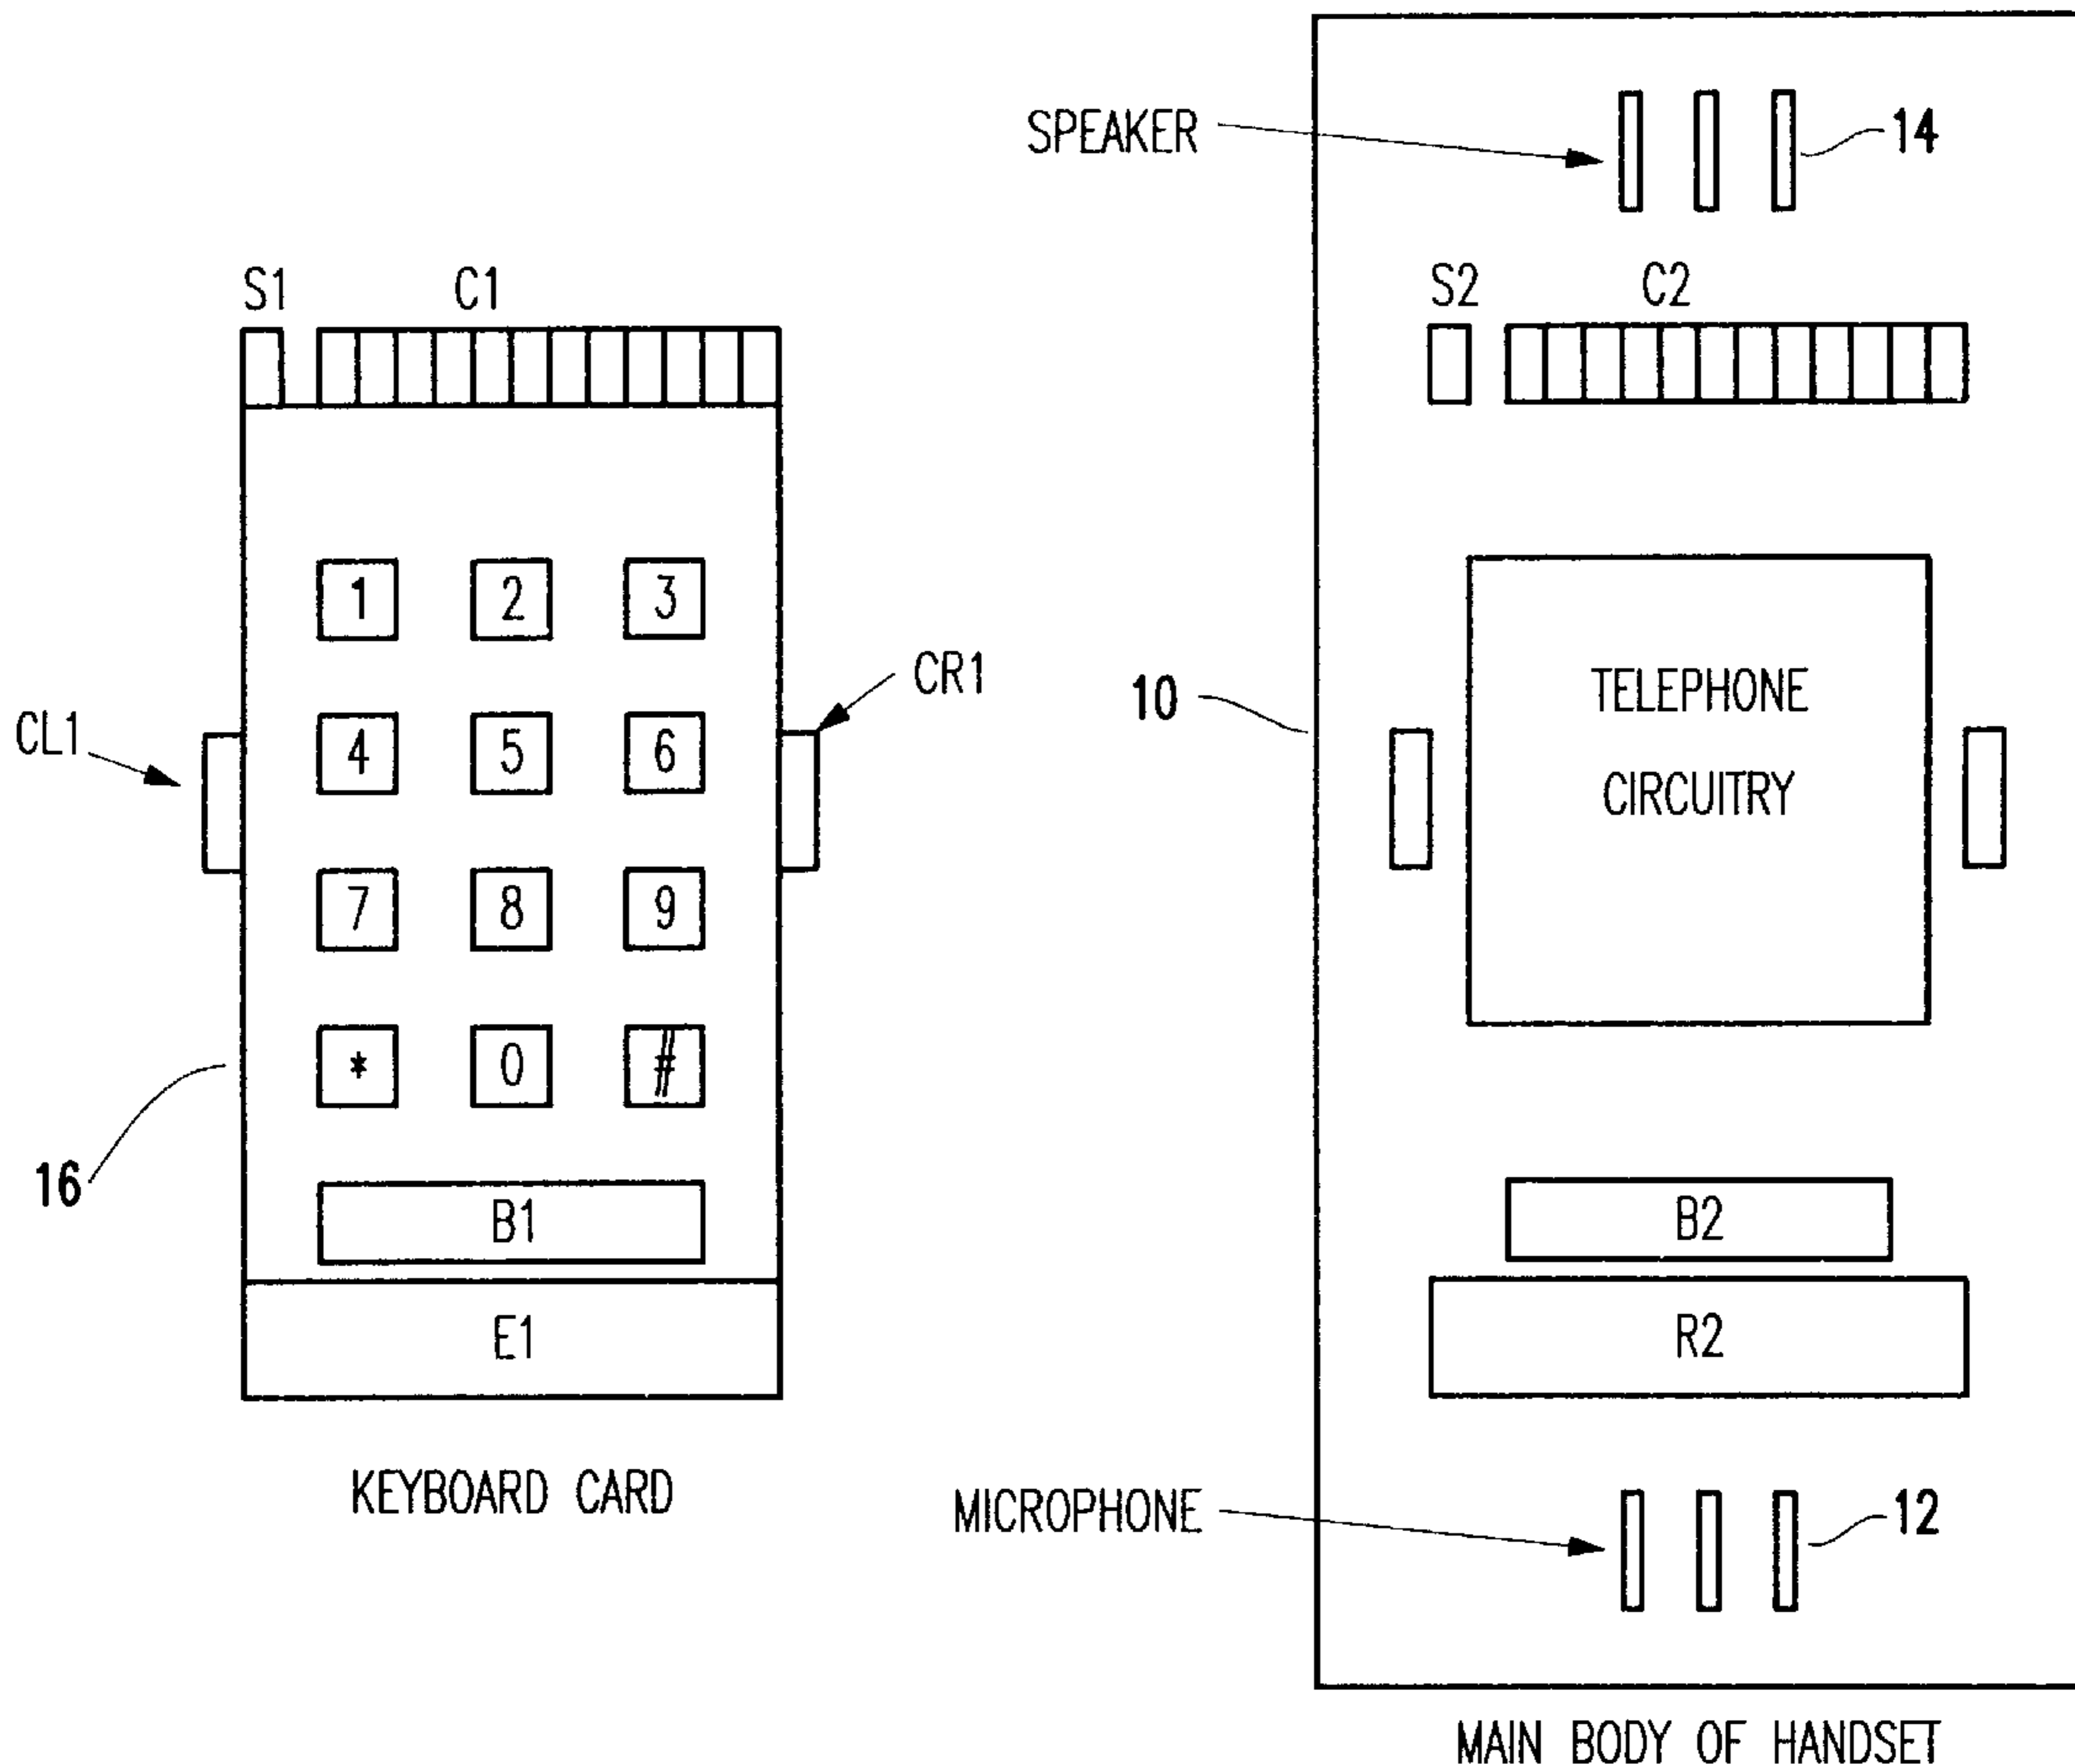 SPEAKER
14
S1
C1
S2
C2
1
2
3
CR1
CL1
10
TELEPHONE
CIRCUITRY
4
5
6
7
8
9
*
0
#
16
B1
B2
E1
R2
KEYBOARD CARD
MICROPHONE
12
MAIN BODY OF HANDSET